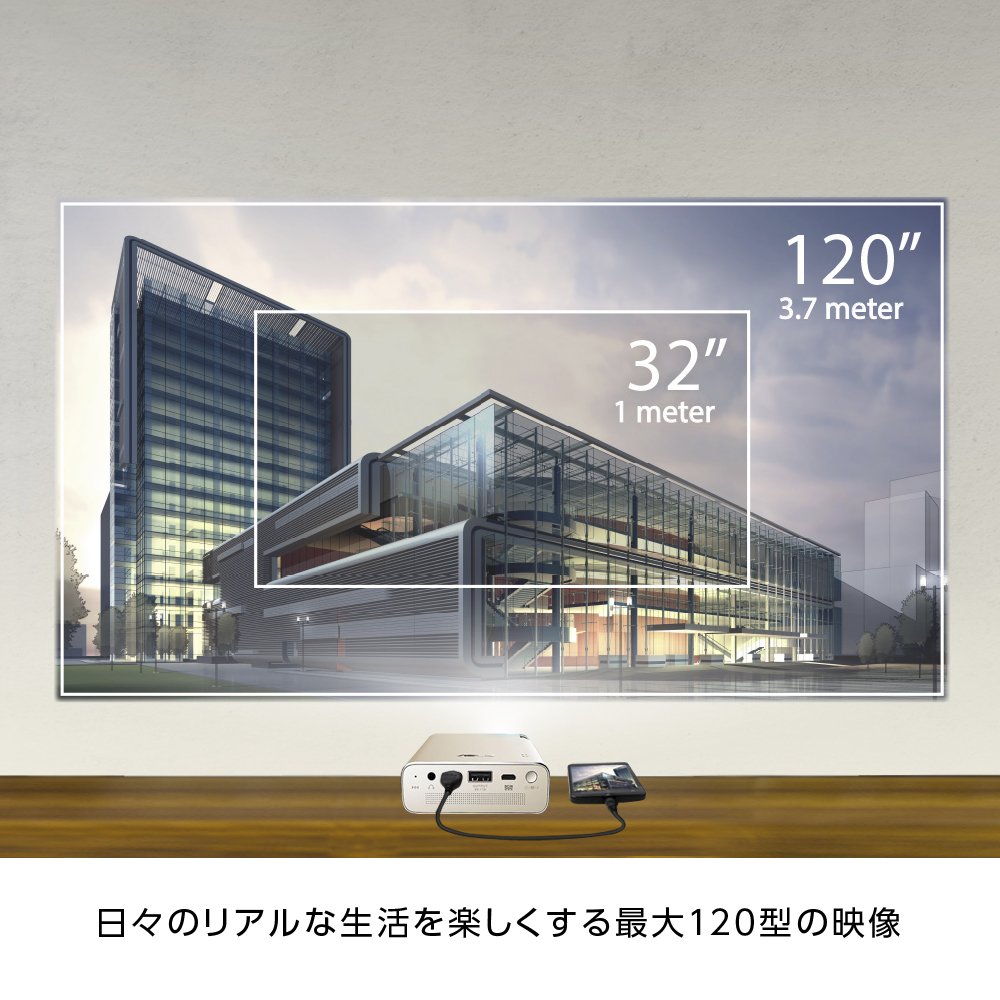 120”
3.7 meter
32”
1 meter
日々のリアルな生活を楽しくする最大120型の映像